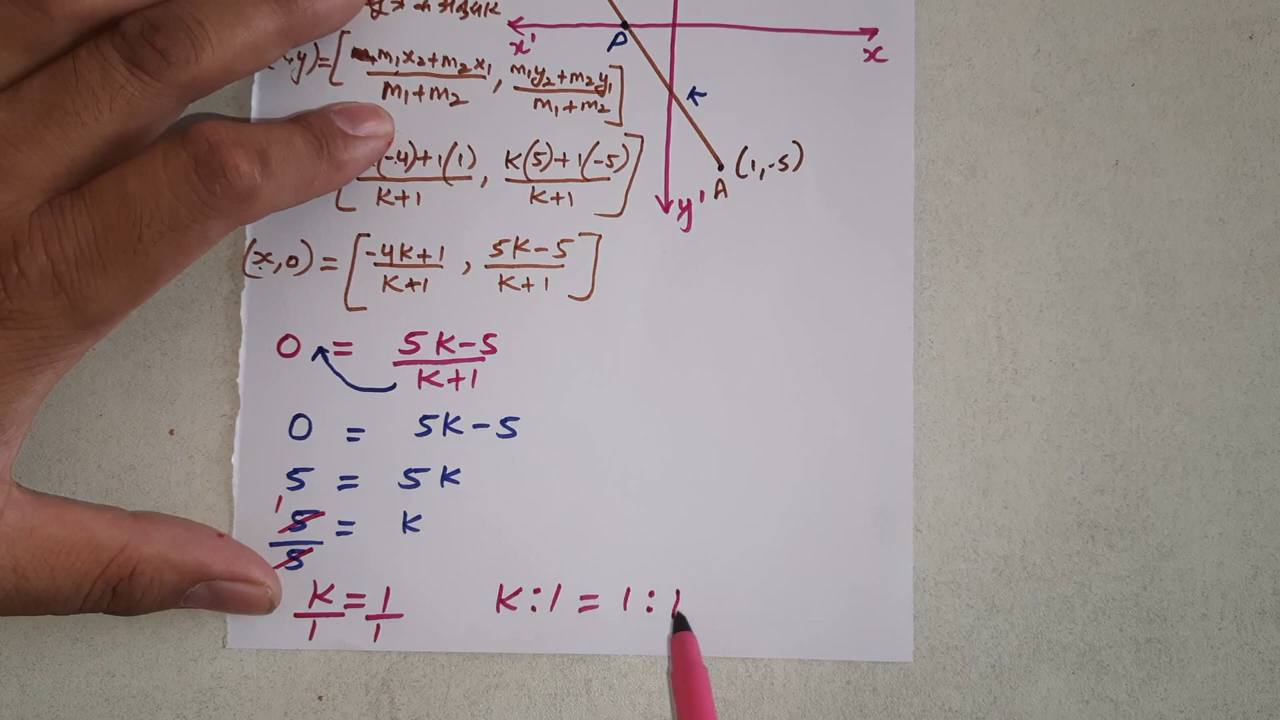 x'
P
x
y) = [ m₁x₂+m₂x₁ / m₁+m₂ , m₁y₂+m₂y₁ / m₁+m₂ ]
[ (-4)+1(1) / K+1 , K(5)+1(-5) / K+1 ]
A (1,-5)
y'
(x,0) = [ -4K+1 / K+1 , 5K-5 / K+1 ]
0 = 5K-5 / K+1
0 = 5K-5
5 = 5K
1 5/5 = K
K/1 = 1/1 K:1 = 1:1